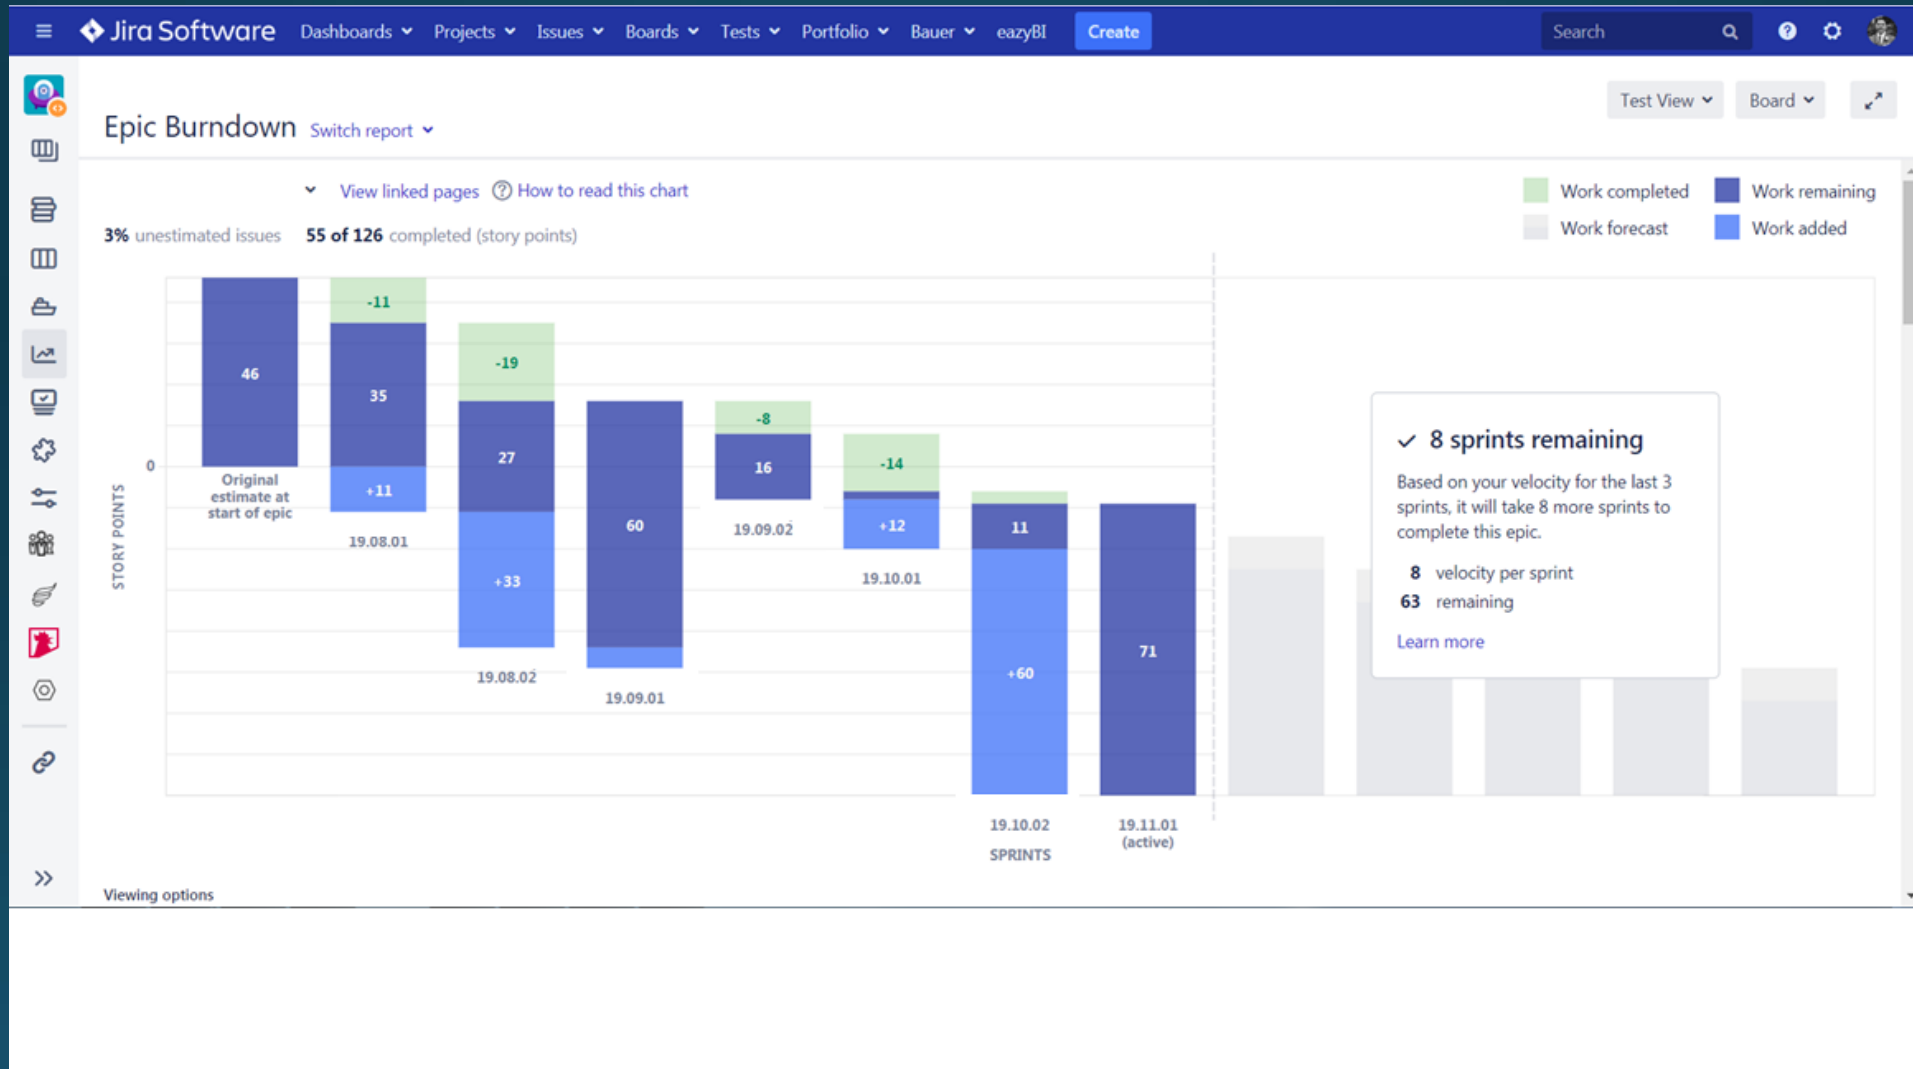 Jira Software Dashboards Projects Issues Boards Tests Portfolio Bauer eazyBI Create Search
Test View Board
Epic Burndown Switch report
View linked pages How to read this chart
3% unestimated issues 55 of 126 completed (story points)
Work completed Work remaining
Work forecast Work added
STORY POINTS
0
46
Original
estimate at
start of epic
-11
35
+11
19.08.01
-19
27
+33
19.08.02
60
19.09.01
-8
16
19.09.02
-14
+12
19.10.01
11
+60
19.10.02
SPRINTS
71
19.11.01
(active)
8 sprints remaining
Based on your velocity for the last 3
sprints, it will take 8 more sprints to
complete this epic.
8 velocity per sprint
63 remaining
Learn more
Viewing options